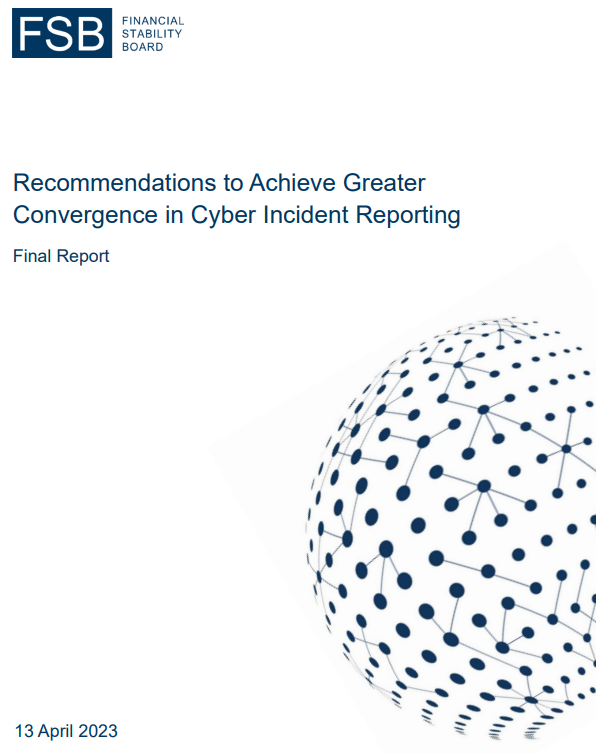 FSB
FINANCIAL
STABILITY
BOARD
Recommendations to Achieve Greater
Convergence in Cyber Incident Reporting
Final Report
13 April 2023